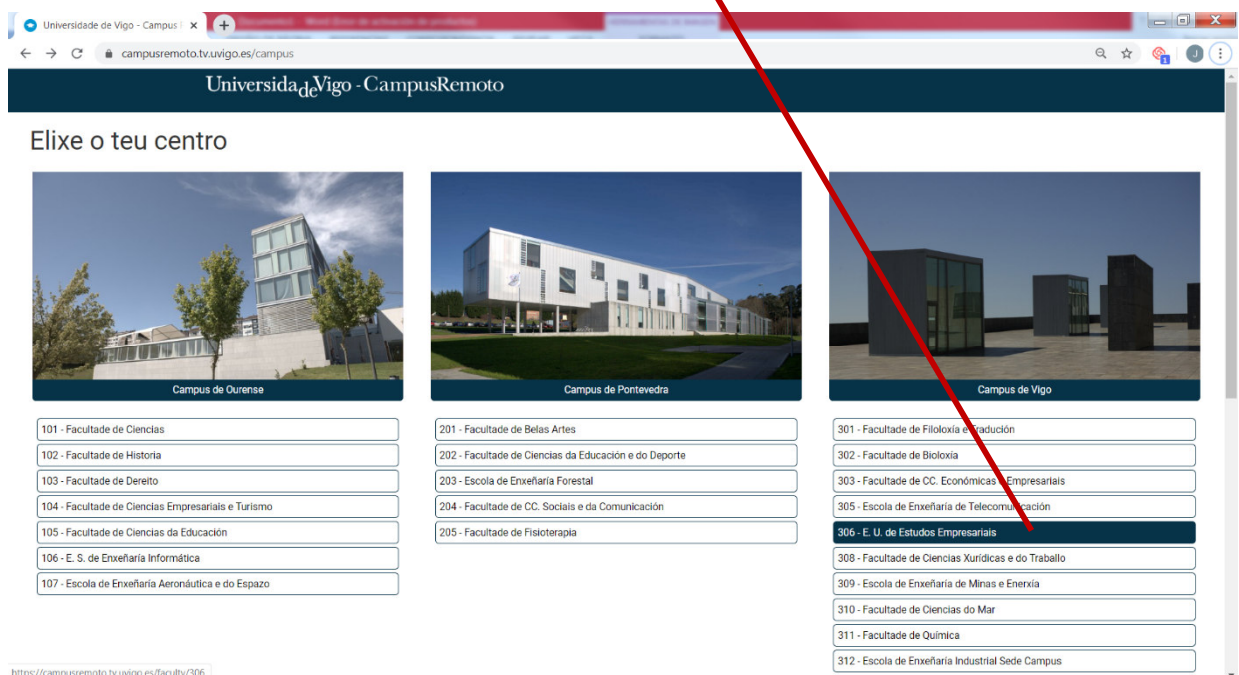 Universidade de Vigo - Campus
campusremoto.tv.uvigo.es/campus
1
J
UniversidadeVigo - CampusRemoto
Elixe o teu centro
Campus de Ourense
101 - Facultade de Ciencias
102 - Facultade de Historia
103 - Facultade de Dereito
104 - Facultade de Ciencias Empresariais e Turismo
105 - Facultade de Ciencias da Educación
106 - E. S. de Enxeñaría Informática
107 - Escola de Enxeñaría Aeronáutica e do Espazo
Campus de Pontevedra
201 - Facultade de Belas Artes
202 - Facultade de Ciencias da Educación e do Deporte
203 - Escola de Enxeñaría Forestal
204 - Facultade de CC. Sociais e da Comunicación
205 - Facultade de Fisioterapia
Campus de Vigo
301 - Facultade de Filoloxía e Tradución
302 - Facultade de Bioloxía
303 - Facultade de CC. Económicas e Empresariais
305 - Escola de Enxeñaría de Telecomunicación
306 - E. U. de Estudos Empresariais
308 - Facultade de Ciencias Xurídicas e do Traballo
309 - Escola de Enxeñaría de Minas e Enerxía
310 - Facultade de Ciencias do Mar
311 - Facultade de Química
312 - Escola de Enxeñaría Industrial Sede Campus
https://campusremoto.tv.uvigo.es/faculty/306